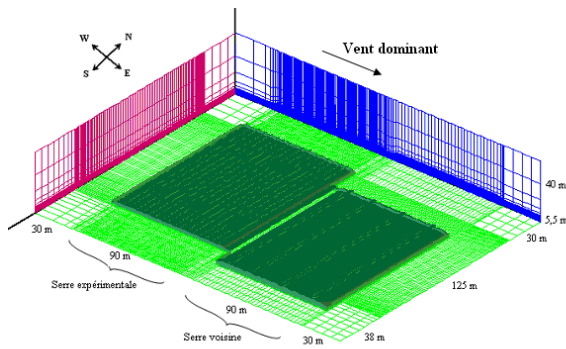 W
N
S
E
Vent dominant
40 m
5,5 m
30 m
30 m
125 m
90 m
Serre expérimentale
90 m
38 m
Serre voisine
30 m